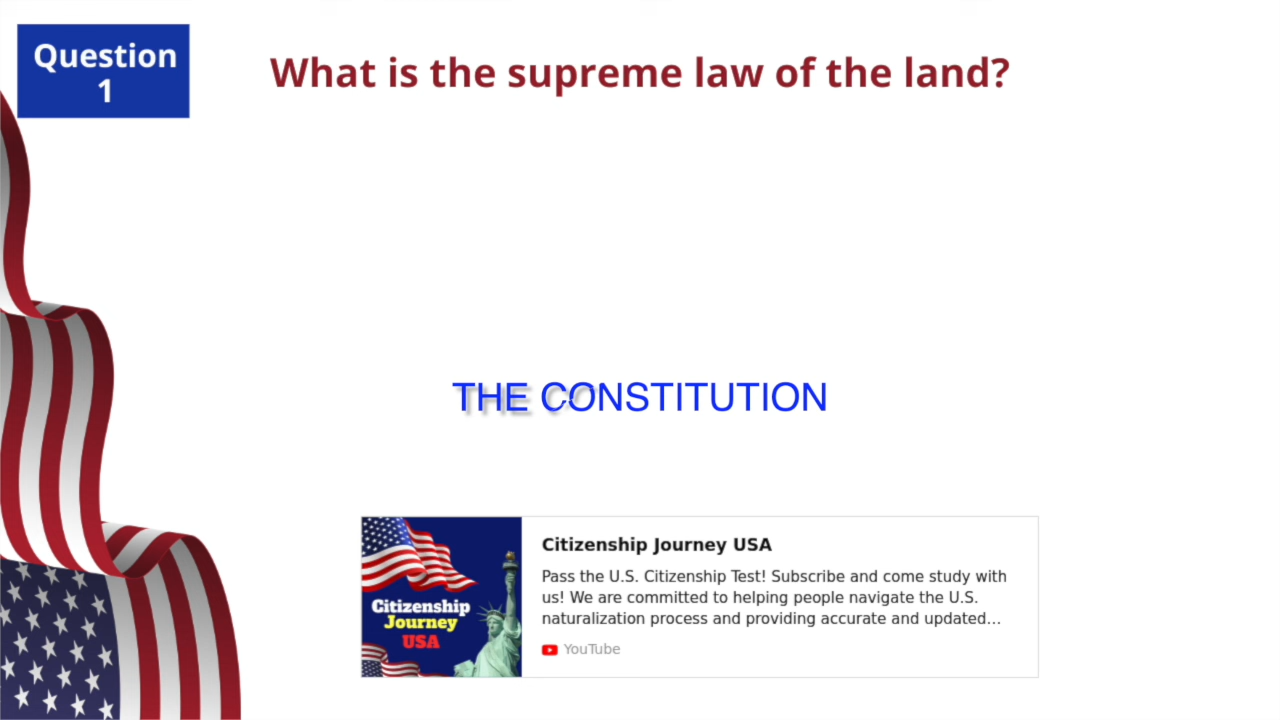 Question
1
What is the supreme law of the land?
THE CONSTITUTION
Citizenship
Journey
USA
Citizenship Journey USA
Pass the U.S. Citizenship Test! Subscribe and come study with
us! We are committed to helping people navigate the U.S.
naturalization process and providing accurate and updated...
YouTube